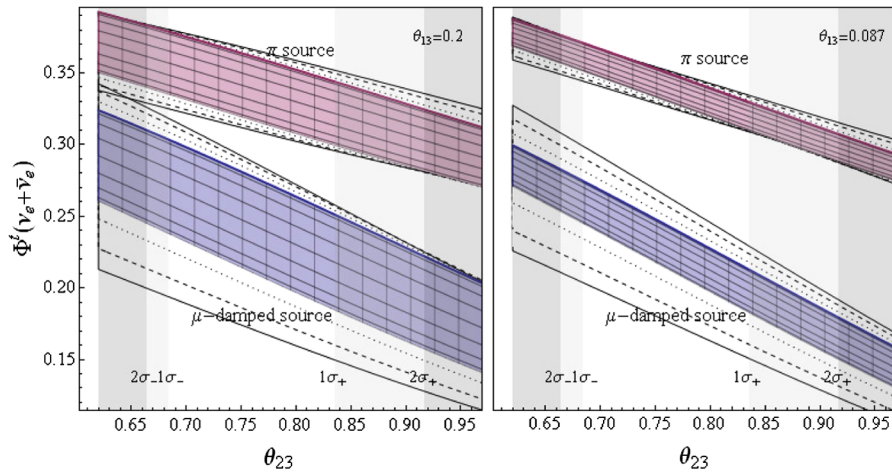 π source
θ13=0.2
π source
θ13=0.087
0.35
0.30
0.25
0.20
0.15
Φ^t(ν_e+ν̄_e)
μ−damped source
μ−damped source
2σ−1σ−
1σ+
2σ+
2σ−1σ−
1σ+
2σ+
0.65 0.70 0.75 0.80 0.85 0.90 0.95
0.65 0.70 0.75 0.80 0.85 0.90 0.95
θ23
θ23